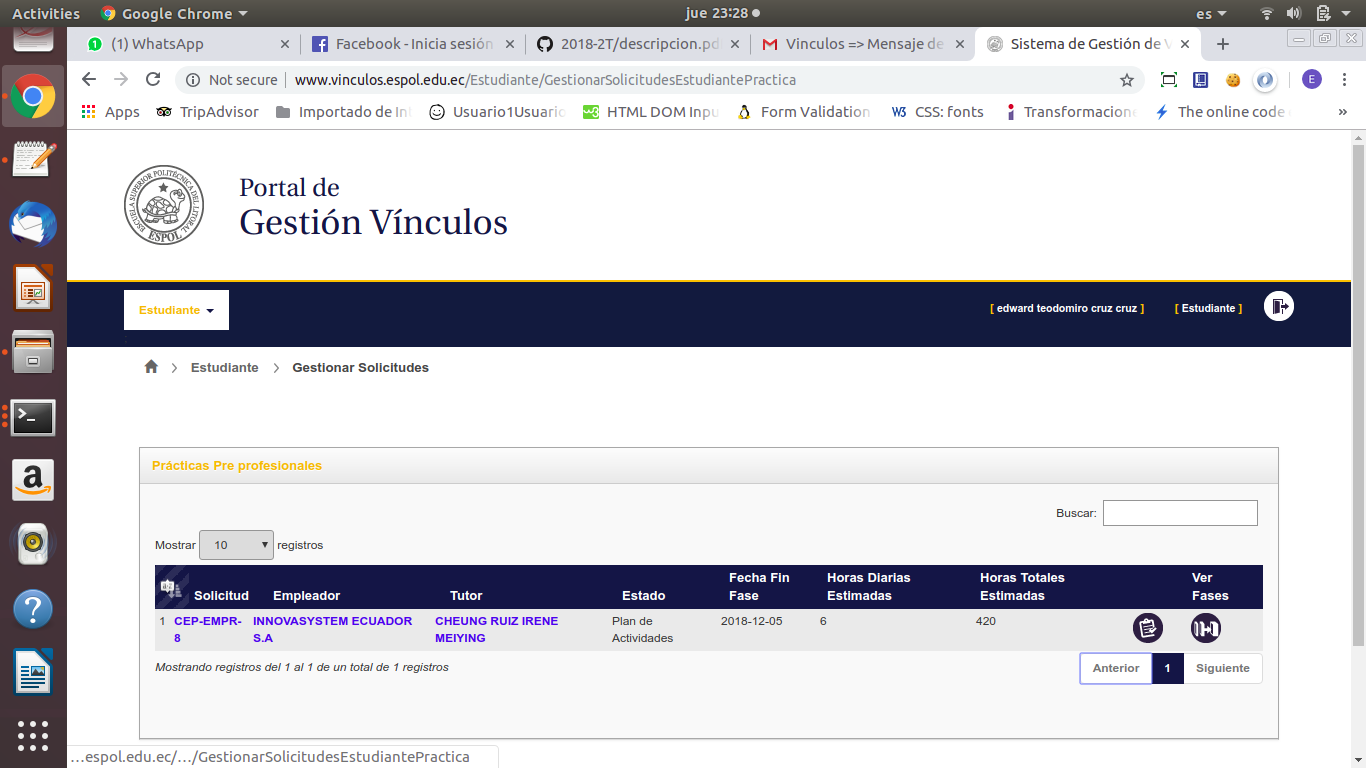 Activities Google Chrome jue 23:28 es
(1) WhatsApp Facebook - Inicia sesión 2018-2T/descripcion.pd Vinculos => Mensaje de Sistema de Gestión de V
Not secure www.vinculos.espol.edu.ec/Estudiante/GestionarSolicitudesEstudiantePractica E
Apps TripAdvisor Importado de In Usuario1Usuario HTML DOM Inpu Form Validation W3 CSS: fonts Transformacione The online code »
ESCUELA SUPERIOR POLITÉCNICA DEL LITORAL
ESPOL
Portal de
Gestión Vínculos
Estudiante [ edward teodomiro cruz cruz ] [ Estudiante ]
Estudiante Gestionar Solicitudes
Prácticas Pre profesionales
Buscar:
Mostrar 10 registros
Solicitud Empleador Tutor Estado Fecha Fin Fase Horas Diarias Estimadas Horas Totales Estimadas Ver Fases
1 CEP-EMPR-8 INNOVASYSTEM ECUADOR S.A CHEUNG RUIZ IRENE MEIYING Plan de Actividades 2018-12-05 6 420
Mostrando registros del 1 al 1 de un total de 1 registros Anterior 1 Siguiente
...espol.edu.ec/.../GestionarSolicitudesEstudiantePractica